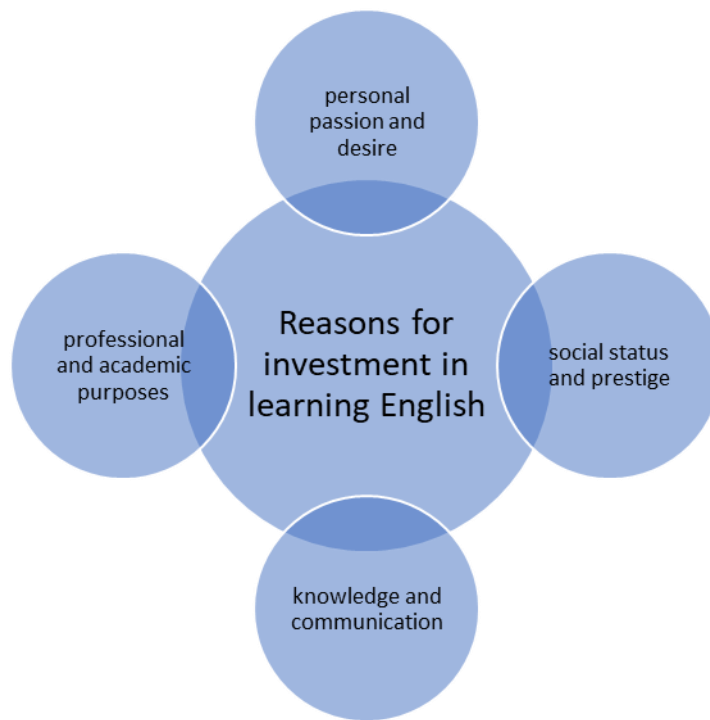 personal
passion and
desire
Reasons for
investment in
learning English
professional
and academic
purposes
social status
and prestige
knowledge and
communication